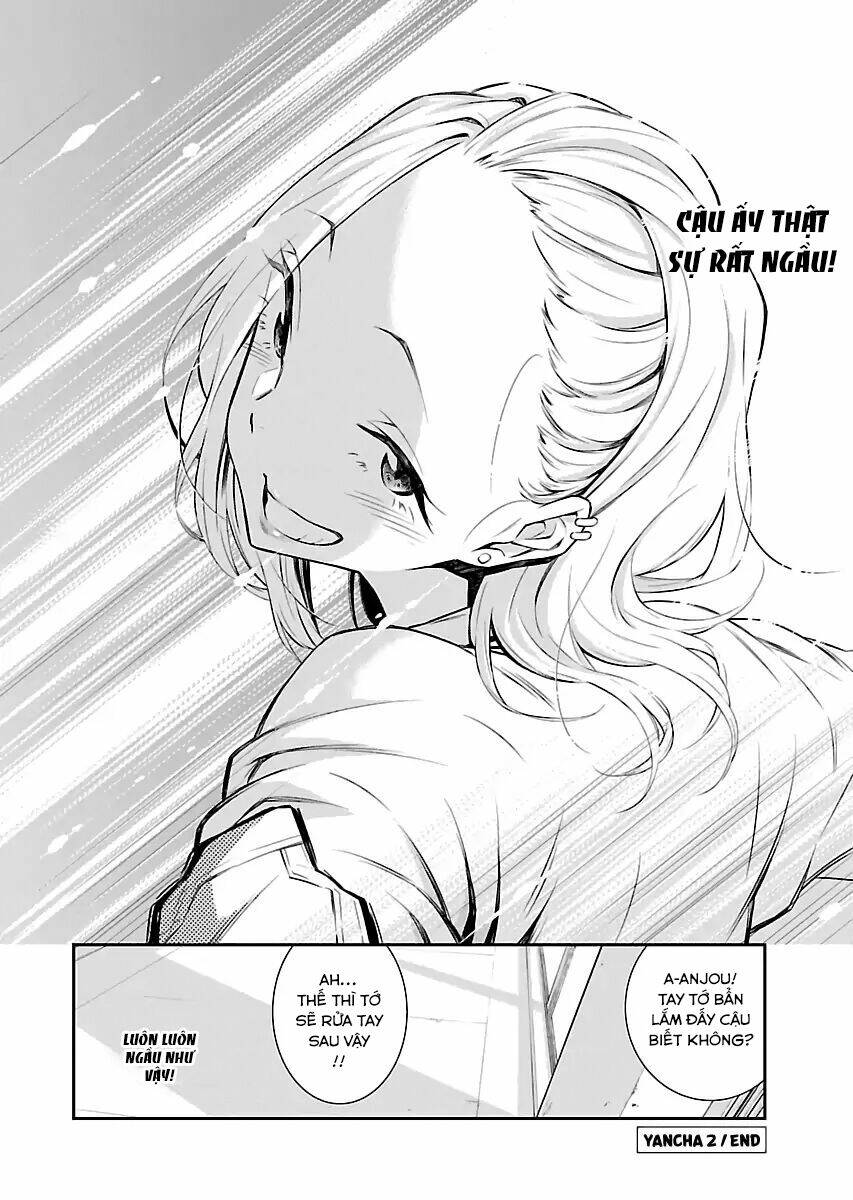 CẬU ẤY THẬT
SỰ RẤT NGẦU!
A-ANJOU!
TAY TỚ BẨN
LẮM ĐẤY CẬU
BIẾT KHÔNG?
AH...
THẾ THÌ TỚ
SẼ RỬA TAY
SAU VẬY
!!
LUÔN LUÔN
NGẦU NHƯ
VẬY!
YANCHA 2 / END